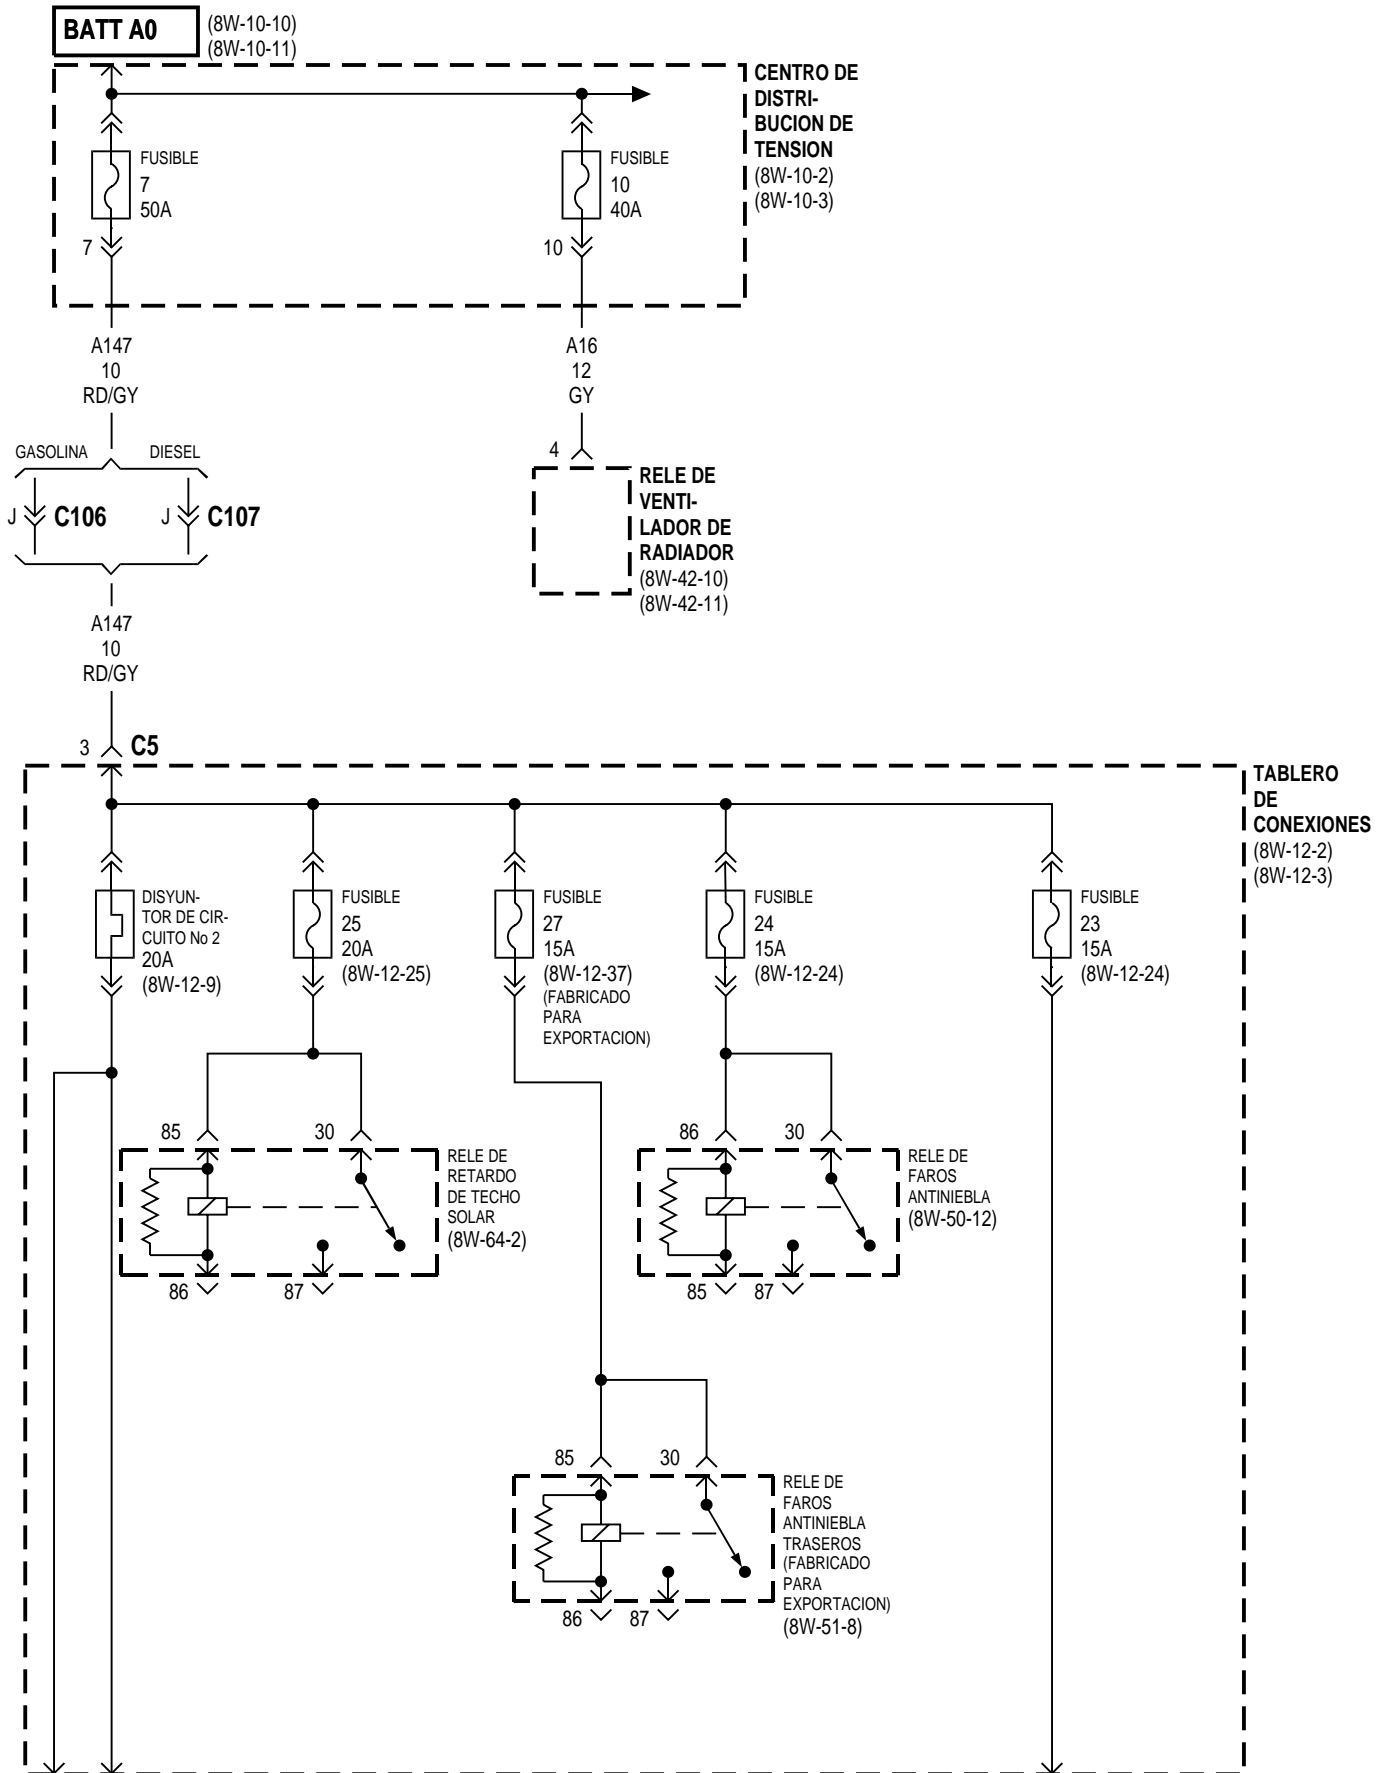 BATT A0
(8W-10-10)
(8W-10-11)
CENTRO DE
DISTRI-
BUCION DE
TENSION
(8W-10-2)
(8W-10-3)
FUSIBLE
7
50A
7
FUSIBLE
10
40A
10
A147
10
RD/GY
A16
12
GY
GASOLINA
DIESEL
J
C106
J
C107
4
RELE DE
VENTI-
LADOR DE
RADIADOR
(8W-42-10)
(8W-42-11)
A147
10
RD/GY
3
C5
TABLERO
DE
CONEXIONES
(8W-12-2)
(8W-12-3)
DISYUN-
TOR DE CIR-
CUITO No 2
20A
(8W-12-9)
FUSIBLE
25
20A
(8W-12-25)
FUSIBLE
27
15A
(8W-12-37)
(FABRICADO
PARA
EXPORTACION)
FUSIBLE
24
15A
(8W-12-24)
FUSIBLE
23
15A
(8W-12-24)
85
30
RELE DE
RETARDO
DE TECHO
SOLAR
(8W-64-2)
86
87
86
30
RELE DE
FAROS
ANTINIEBLA
(8W-50-12)
85
87
85
30
RELE DE
FAROS
ANTINIEBLA
TRASEROS
(FABRICADO
PARA
EXPORTACION)
(8W-51-8)
86
87